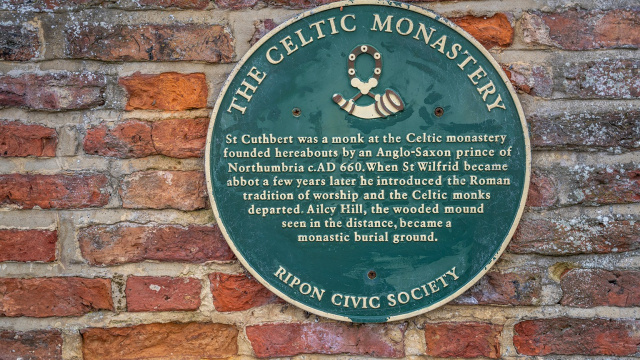 THE CELTIC MONASTERY
St Cuthbert was a monk at the Celtic monastery
founded hereabouts by an Anglo-Saxon prince of
Northumbria c.AD 660. When St Wilfrid became
abbot a few years later he introduced the Roman
tradition of worship and the Celtic monks
departed. Ailcy Hill, the wooded mound
seen in the distance, became a
monastic burial ground.
RIPON CIVIC SOCIETY